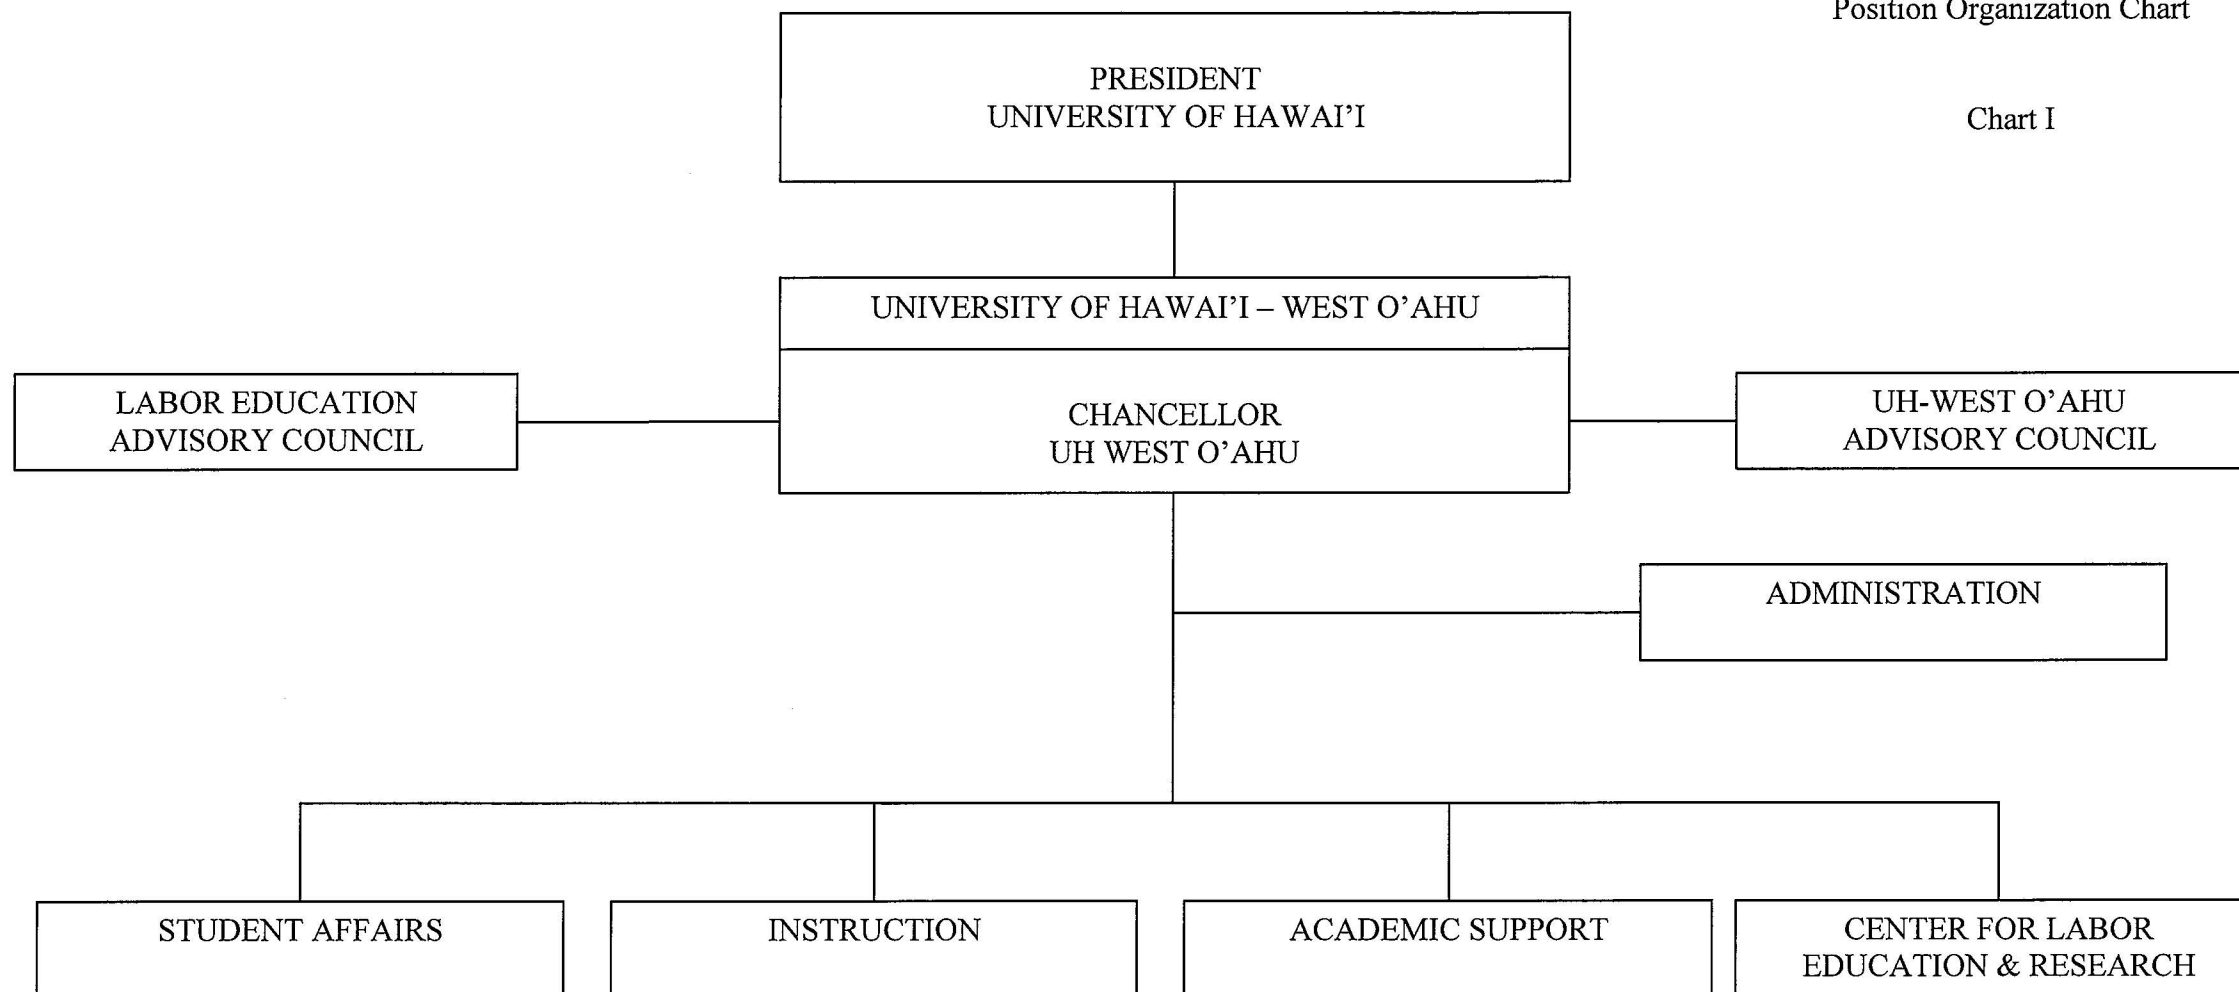 Position Organization Chart
Chart I
PRESIDENT
UNIVERSITY OF HAWAI’I
UNIVERSITY OF HAWAI’I – WEST O’AHU
LABOR EDUCATION
ADVISORY COUNCIL
CHANCELLOR
UH WEST O’AHU
UH-WEST O’AHU
ADVISORY COUNCIL
ADMINISTRATION
STUDENT AFFAIRS
INSTRUCTION
ACADEMIC SUPPORT
CENTER FOR LABOR
EDUCATION & RESEARCH